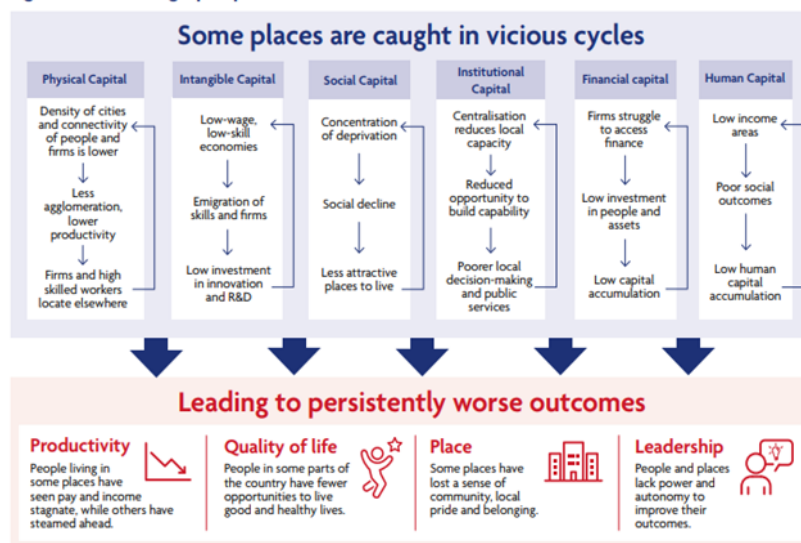 Some places are caught in vicious cycles
Physical Capital
Density of cities
and connectivity
of people and
firms is lower
Less
agglomeration,
lower
productivity
Firms and high
skilled workers
locate elsewhere
Intangible Capital
Low-wage,
low-skill
economies
Emigration of
skills and firms
Low investment
in innovation
and R&D
Social Capital
Concentration
of deprivation
Social decline
Less attractive
places to live
Institutional
Capital
Centralisation
reduces local
capacity
Reduced
opportunity to
build capability
Poorer local
decision-making
and public
services
Financial capital
Firms struggle
to access
finance
Low investment
in people and
assets
Low capital
accumulation
Human Capital
Low income
areas
Poor social
outcomes
Low human
capital
accumulation
Leading to persistently worse outcomes
Productivity
People living in
some places have
seen pay and income
stagnate, while others have
steamed ahead.
Quality of life
People in some parts of
the country have fewer
opportunities to live
good and healthy lives.
Place
Some places have
lost a sense of
community, local
pride and belonging.
Leadership
People and places
lack power and
autonomy to
improve their
outcomes.